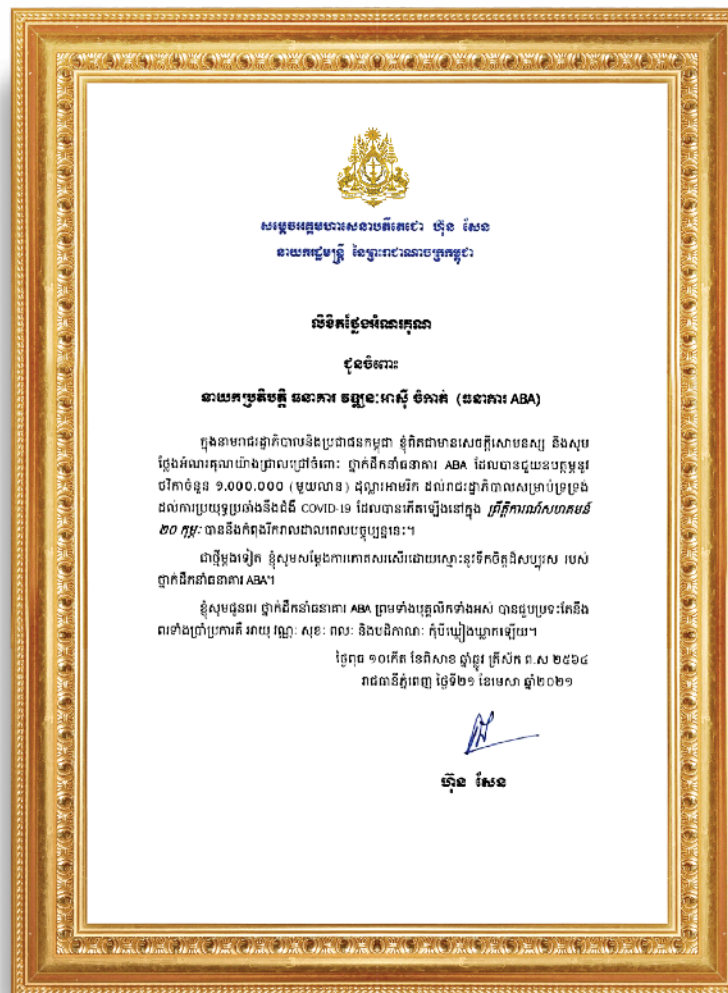 សម្តេចអគ្គមហាសេនាបតីតេជោ ហ៊ុន សែន
នាយករដ្ឋមន្ត្រី នៃព្រះរាជាណាចក្រកម្ពុជា
លិខិតថ្លែងអំណរគុណ
ជូនចំពោះ
នាយកប្រតិបត្តិ ធនាគារ វឌ្ឍនៈអាស៊ី ចំកាត់ (ធនាគារ ABA)
ក្នុងនាមរាជរដ្ឋាភិបាលនិងប្រជាជនកម្ពុជា ខ្ញុំពិតជាមានសេចក្តីសោមនស្ស និងសូម
ថ្លែងអំណរគុណយ៉ាងជ្រាលជ្រៅចំពោះ ថ្នាក់ដឹកនាំធនាគារ ABA ដែលបានជួយឧបត្ថម្ភនូវ
ថវិកាចំនួន ១.០០០.០០០ (មួយលាន) ដុល្លារអាមេរិក ដល់រាជរដ្ឋាភិបាលសម្រាប់ទ្រទ្រង់
ដល់ការប្រយុទ្ធប្រឆាំងនឹងជំងឺ COVID-19 ដែលបានកើតឡើងនៅក្នុង ព្រឹត្តិការណ៍សហគមន៍
២០ កុម្ភៈ បាននឹងកំពុងរីករាលដាលពេលបច្ចុប្បន្ននេះ។
ជាថ្មីម្តងទៀត ខ្ញុំសូមសម្តែងការកោតសរសើរដោយស្មោះនូវទឹកចិត្តដ៏សប្បុរស របស់
ថ្នាក់ដឹកនាំធនាគារ ABA។
ខ្ញុំសូមជូនពរ ថ្នាក់ដឹកនាំធនាគារ ABA ព្រមទាំងបុគ្គលិកទាំងអស់ បានជួបប្រទះតែនឹង
ពរទាំងប្រាំប្រការគឺ អាយុ វណ្ណៈ សុខៈ ពលៈ និងបដិភាណៈ កុំបីឃ្លៀងឃ្លាតឡើយ។
ថ្ងៃពុធ ១០កើត ខែពិសាខ ឆ្នាំឆ្លូវ ត្រីស័ក ព.ស ២៥៦៤
រាជធានីភ្នំពេញ ថ្ងៃទី២១ ខែមេសា ឆ្នាំ២០២១
ហ៊ុន សែន